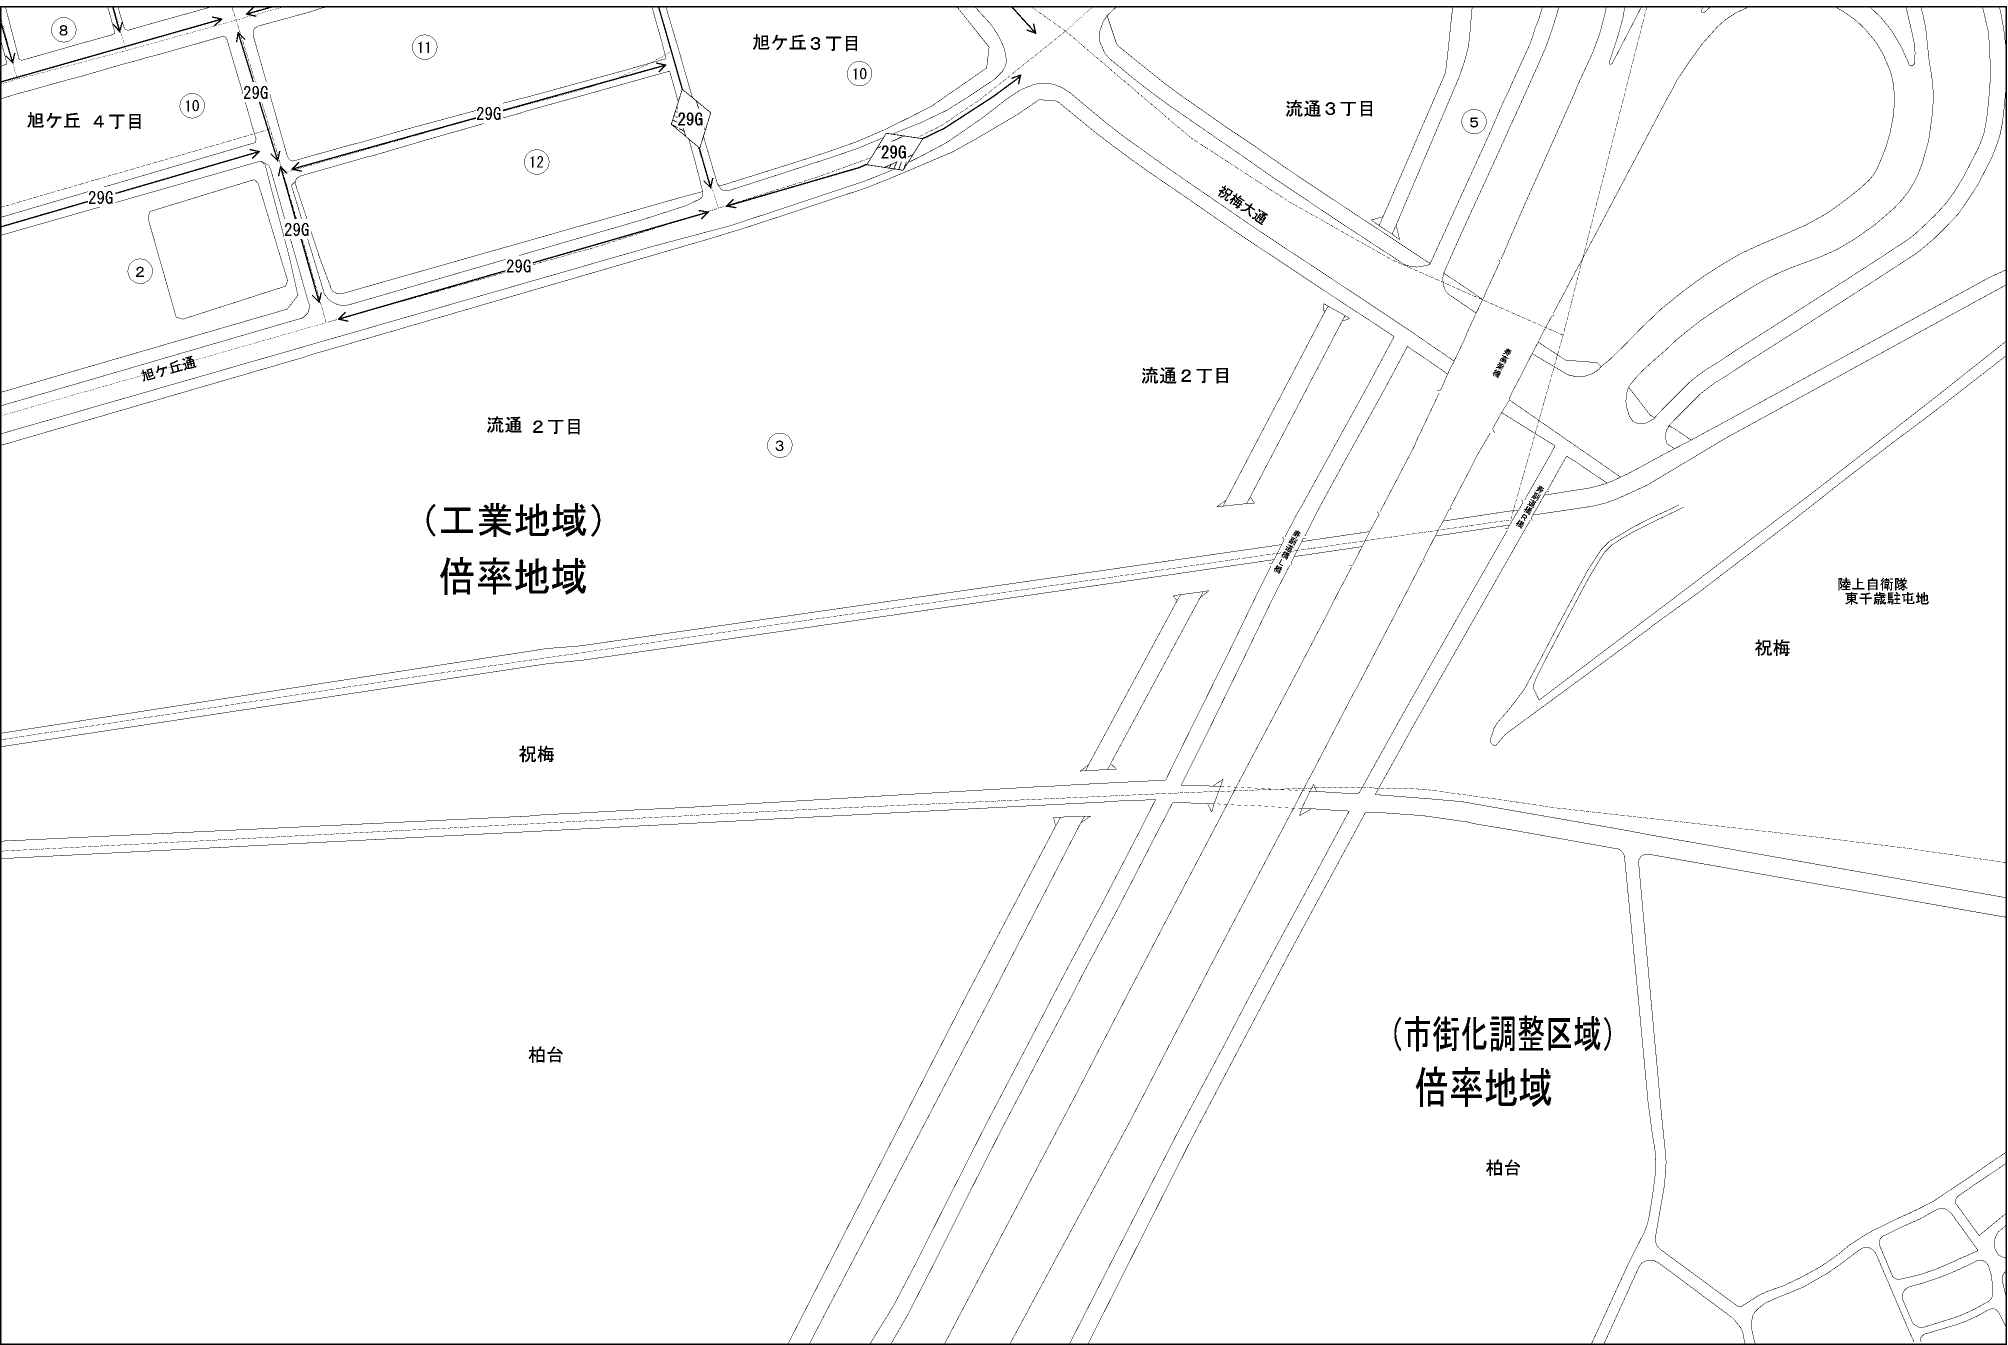 8
11
旭ケ丘３丁目
10
29G
10
旭ケ丘 ４丁目
29G
29G
流通３丁目
5
29G
12
29G
29G
祝梅大通
29G
2
29G
旭ケ丘通
流通２丁目
流通 ２丁目
3
（工業地域）
倍率地域
陸上自衛隊
東千歳駐屯地
祝梅
祝梅
（市街化調整区域）
倍率地域
柏台
柏台